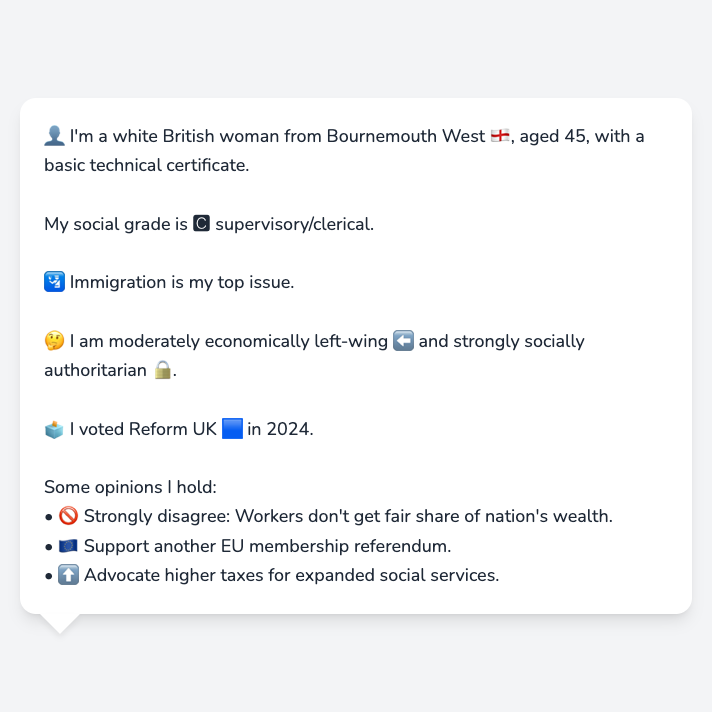 👤 I'm a white British woman from Bournemouth West 🏴󠁧󠁢󠁥󠁮󠁧󠁿, aged 45, with a
basic technical certificate.
My social grade is 🅲 supervisory/clerical.
🛂 Immigration is my top issue.
🤔 I am moderately economically left-wing ⬅️ and strongly socially
authoritarian 🔒.
🗳️ I voted Reform UK 🟦 in 2024.
Some opinions I hold:
• 🚫 Strongly disagree: Workers don't get fair share of nation's wealth.
• 🇪🇺 Support another EU membership referendum.
• ⬆️ Advocate higher taxes for expanded social services.